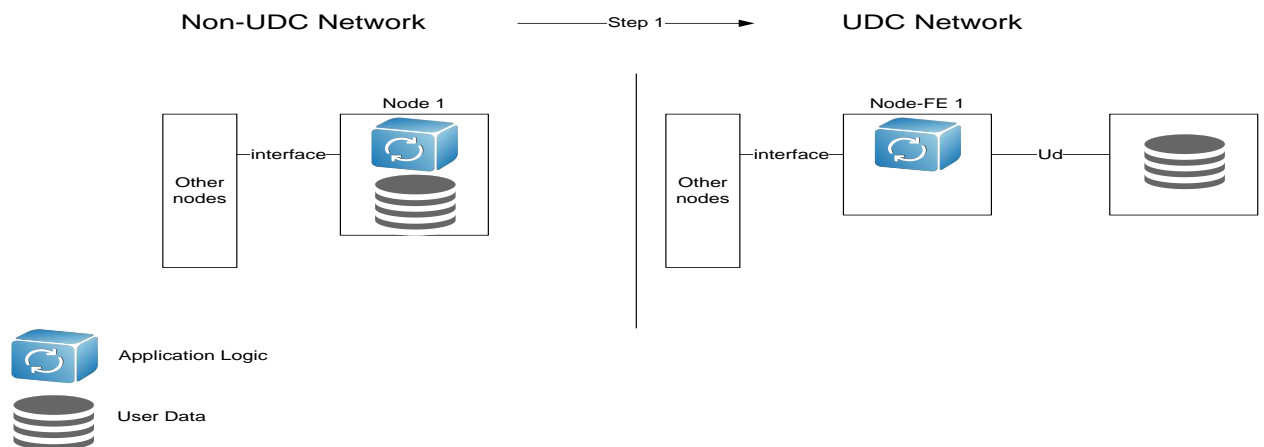 Non-UDC Network
Step 1
UDC Network
Node 1
Node-FE 1
interface
interface
Ud
Other
nodes
Other
nodes
Application Logic
User Data